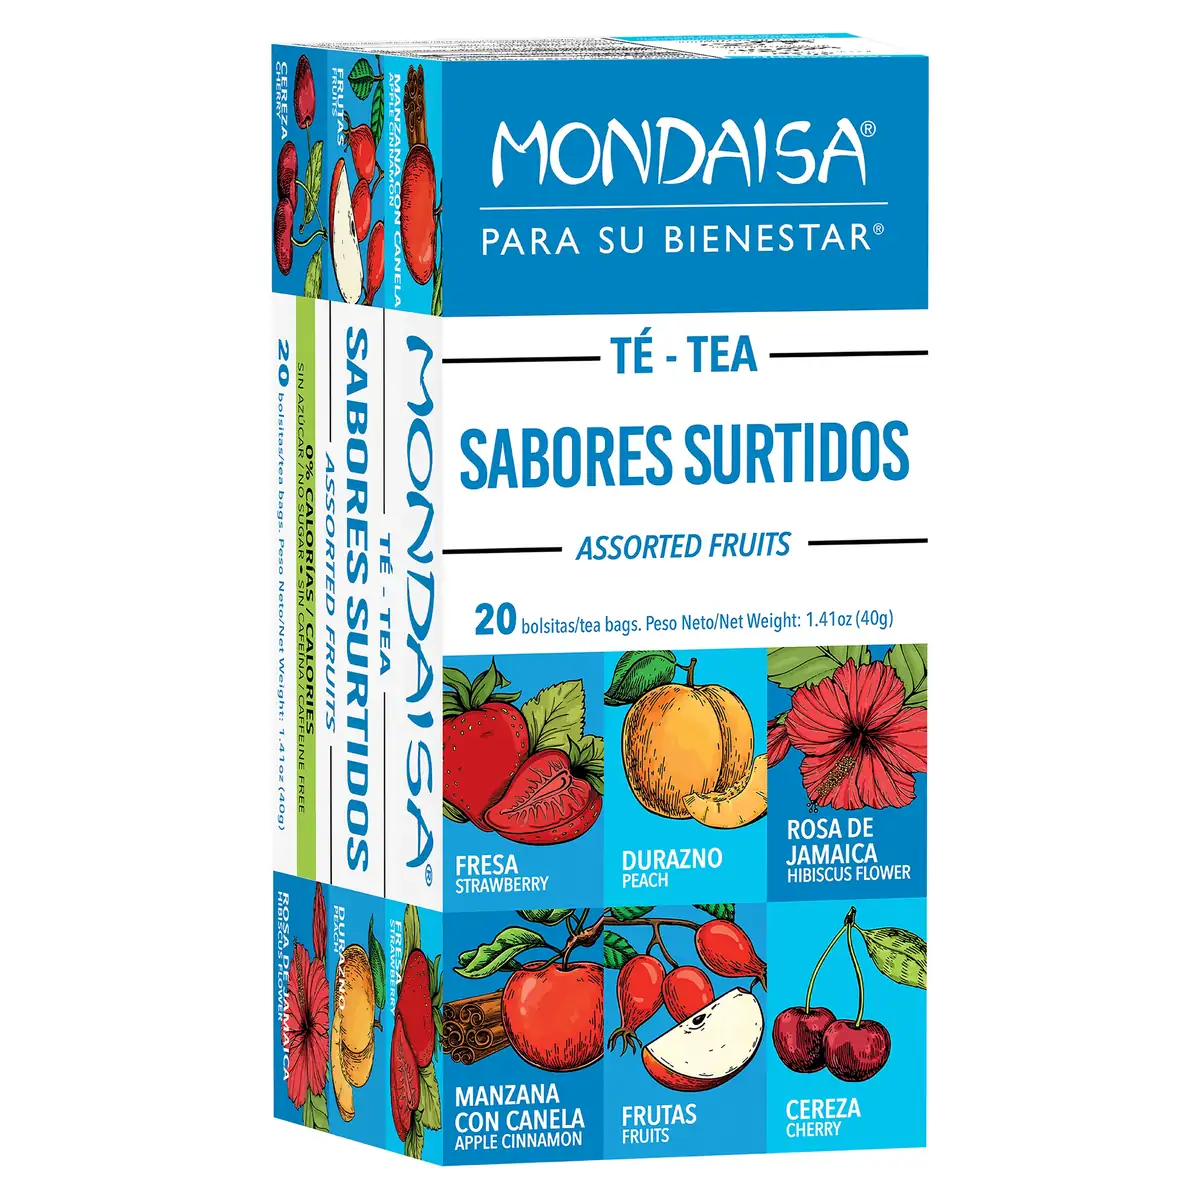 MONDAISA®
PARA SU BIENESTAR®
TÉ - TEA
SABORES SURTIDOS
ASSORTED FRUITS
20 bolsitas/tea bags. Peso Neto/Net Weight: 1.41oz (40g)
FRESA
STRAWBERRY
DURAZNO
PEACH
ROSA DE
JAMAICA
HIBISCUS FLOWER
MANZANA
CON CANELA
APPLE CINNAMON
FRUTAS
FRUITS
CEREZA
CHERRY
MANZANA CON CANELA
APPLE CINNAMON
FRUTAS
FRUITS
CEREZA
CHERRY
MONDAISA®
TÉ - TEA
SABORES SURTIDOS
ASSORTED FRUITS
0% CALORÍAS / CALORIES
SIN AZÚCAR / NO SUGAR • SIN CAFEÍNA / CAFFEINE FREE
20 bolsitas/tea bags. Peso Neto/Net Weight: 1.41oz (40g)
FRESA
STRAWBERRY
DURAZNO
PEACH
ROSA DE JAMAICA
HIBISCUS FLOWER